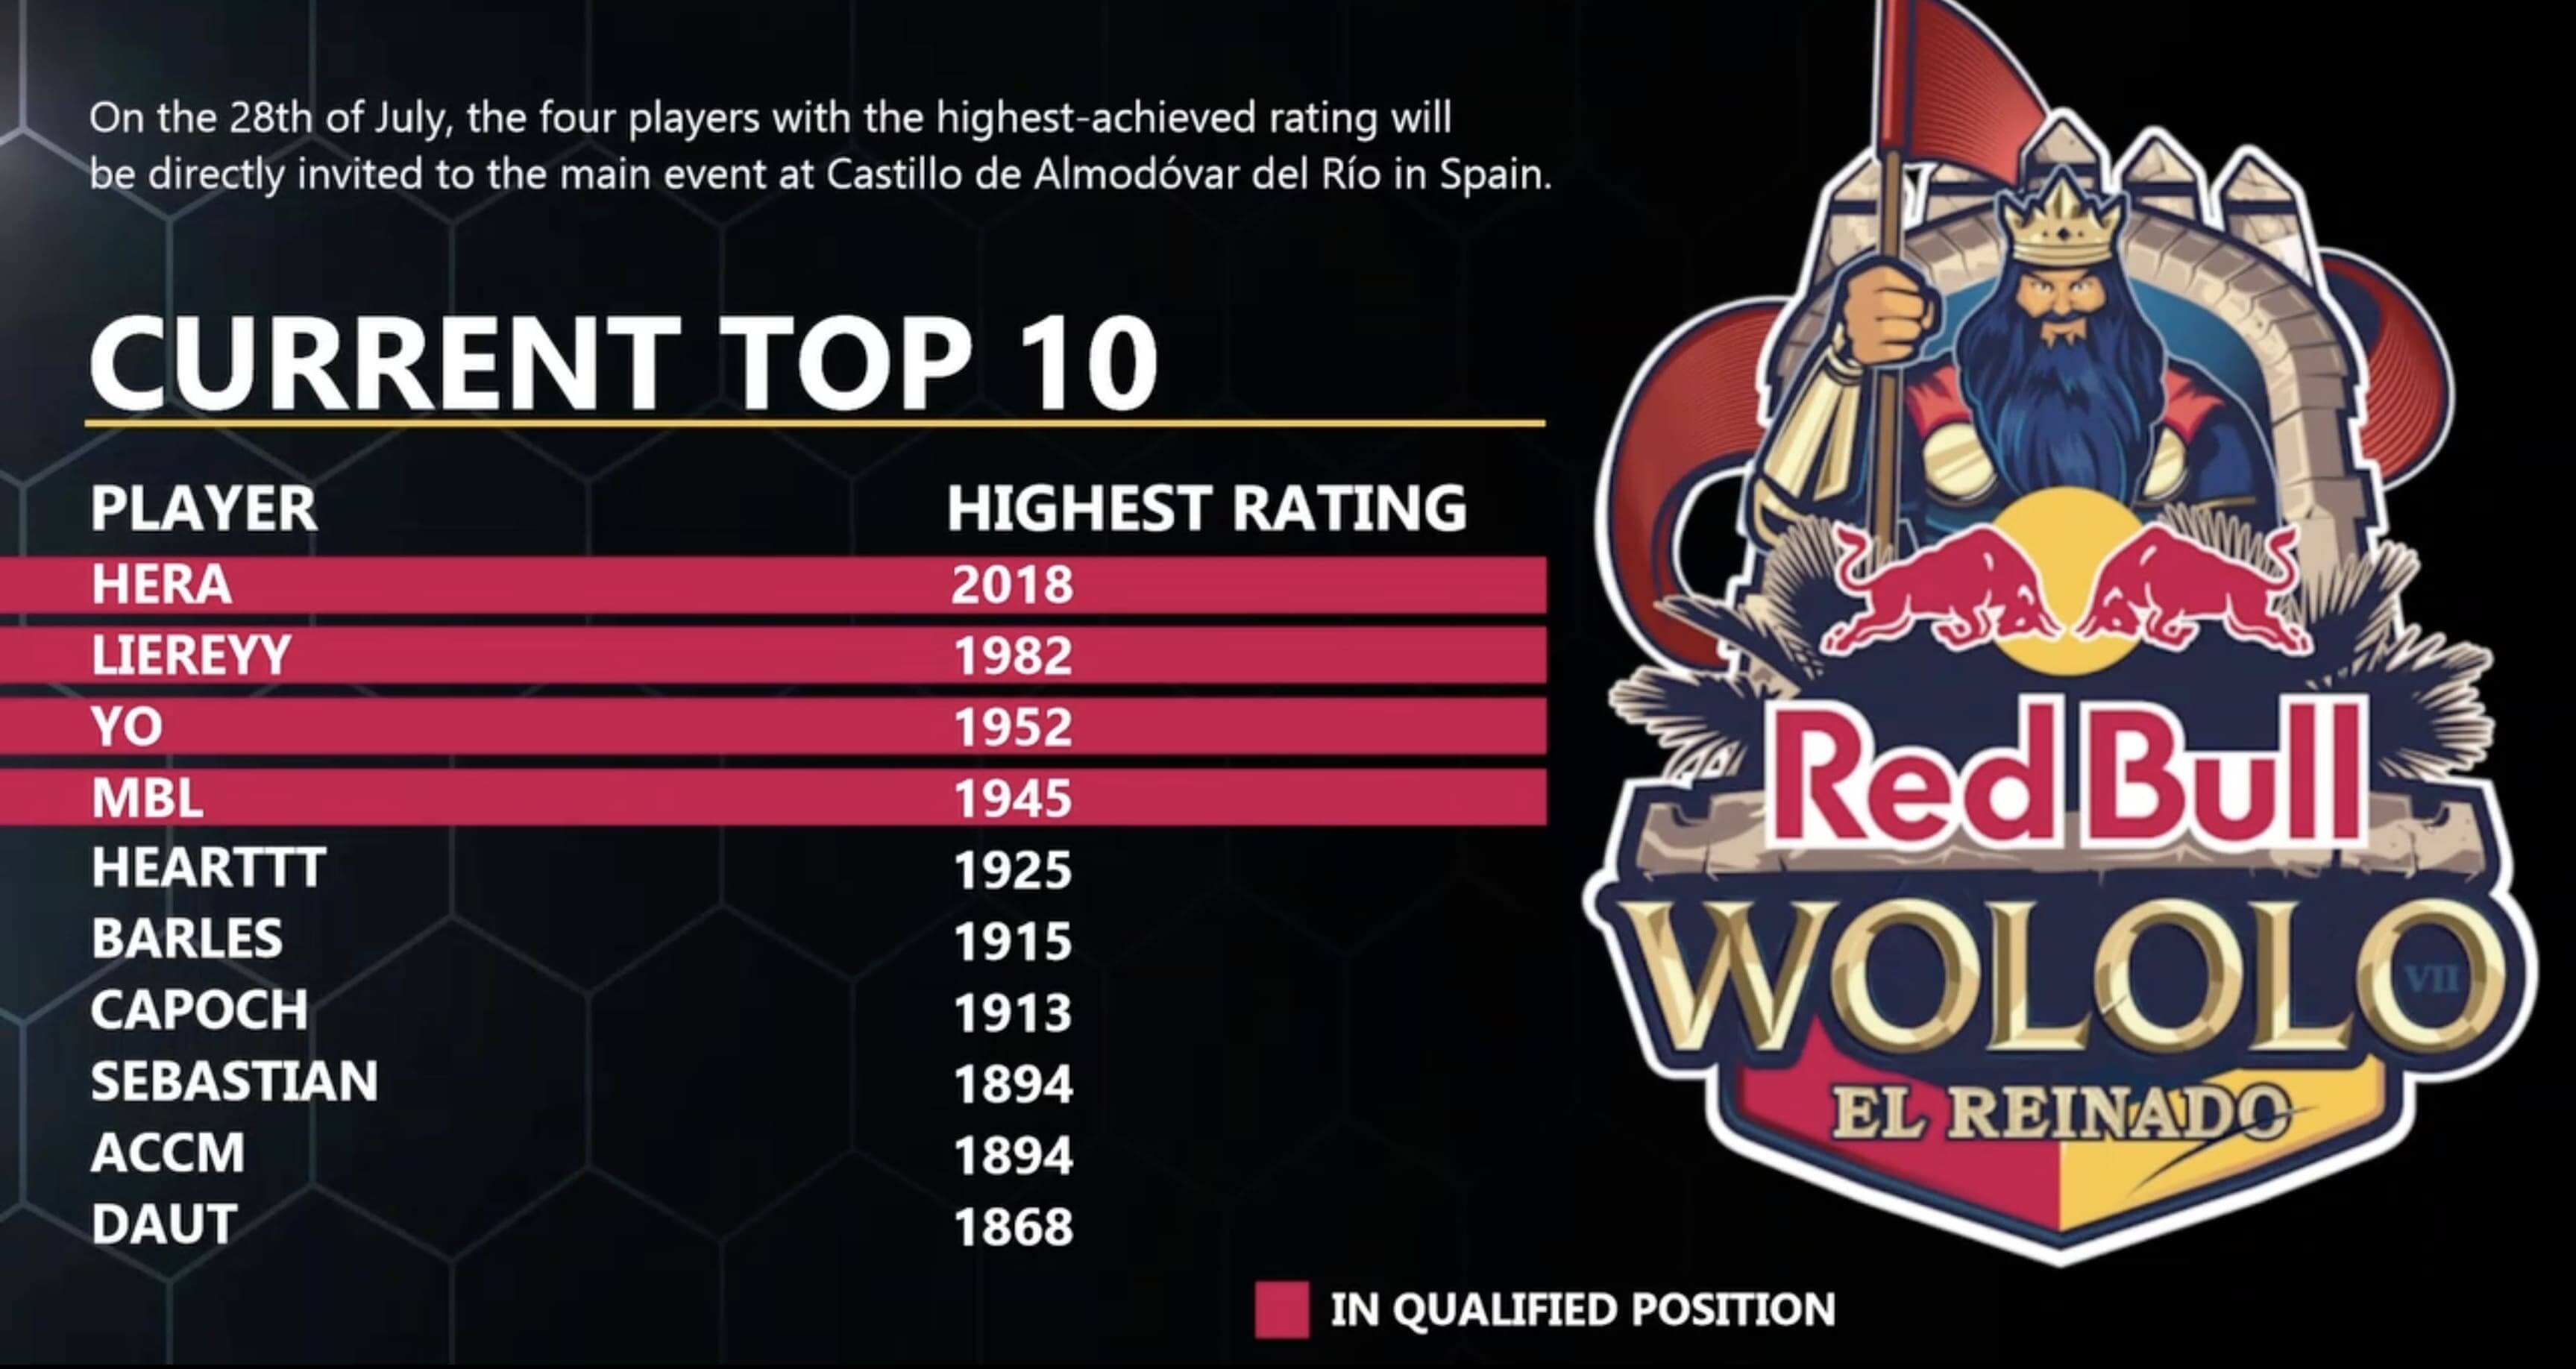 On the 28th of July, the four players with the highest-achieved rating will
be directly invited to the main event at Castillo de Almodóvar del Río in Spain.
CURRENT TOP 10
PLAYER HIGHEST RATING
HERA 2018
LIEREYY 1982
YO 1952
MBL 1945
HEARTTT 1925
BARLES 1915
CAPOCH 1913
SEBASTIAN 1894
ACCM 1894
DAUT 1868
IN QUALIFIED POSITION
Red Bull
WOLOLO
VII
EL REINADO